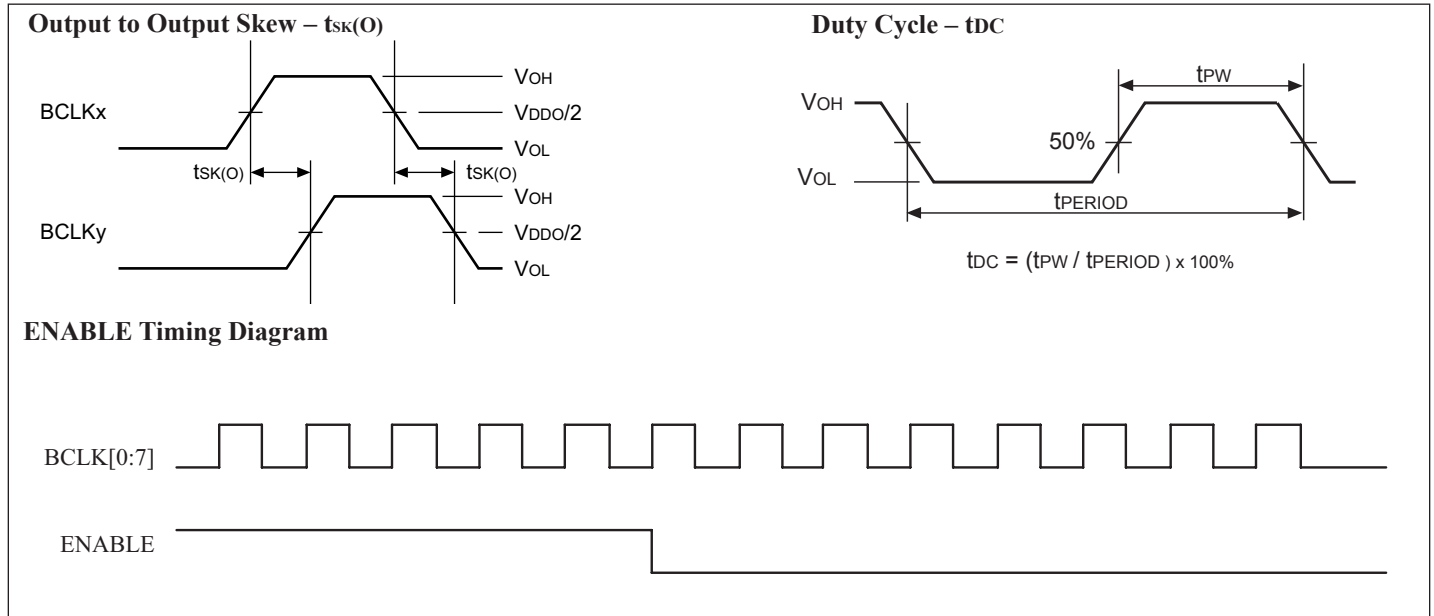 Output to Output Skew – tSK(O)
BCLKx
VOH
VDDO/2
VOL
tSK(O)
tSK(O)
BCLKy
VOH
VDDO/2
VOL
Duty Cycle – tDC
VOH
tPW
50%
VOL
tPERIOD
tDC = (tPW / tPERIOD ) x 100%
ENABLE Timing Diagram
BCLK[0:7]
ENABLE